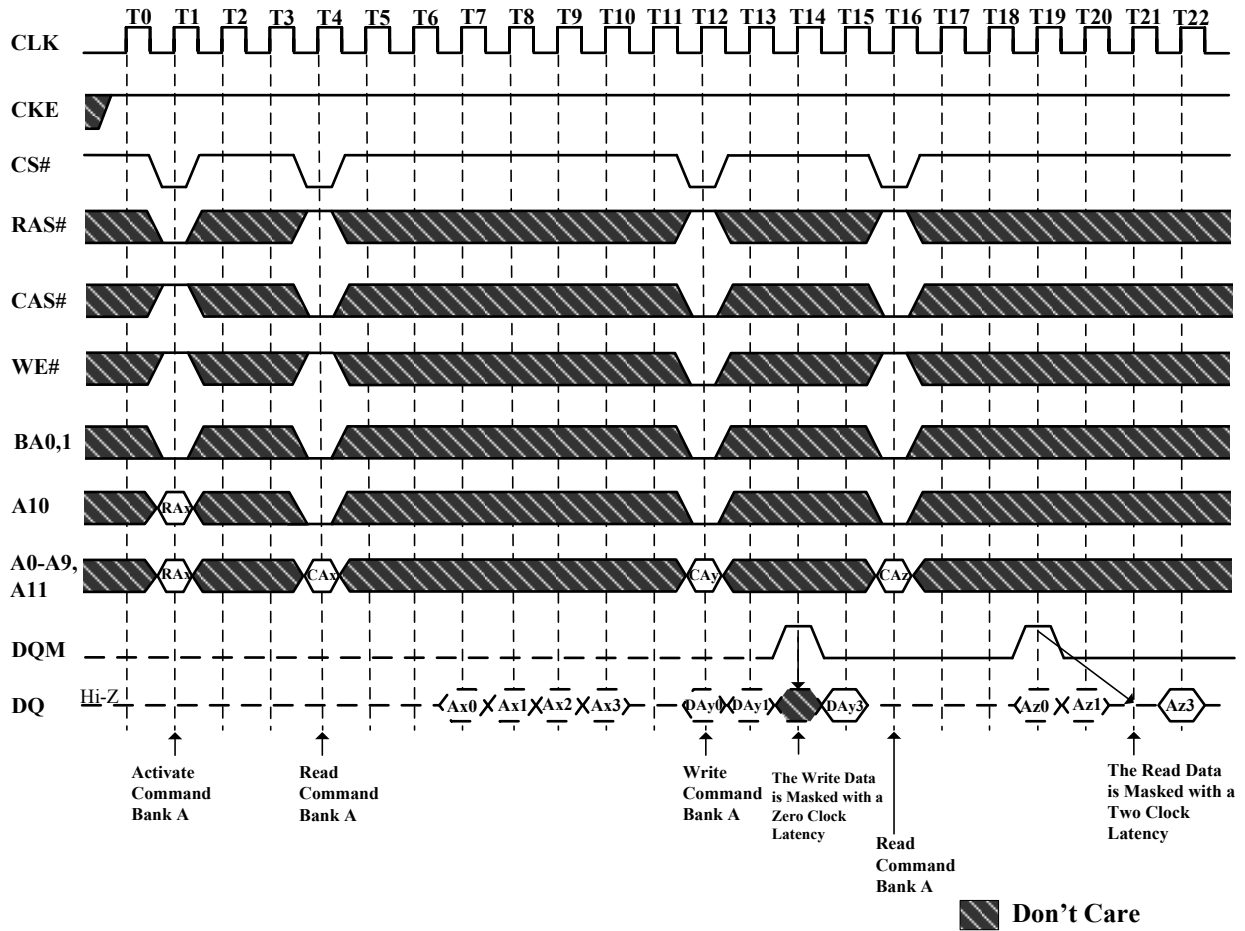 T0 T1 T2 T3 T4 T5 T6 T7 T8 T9 T10 T11 T12 T13 T14 T15 T16 T17 T18 T19 T20 T21 T22
CLK
CKE
CS#
RAS#
CAS#
WE#
BA0,1
A10 RAx
A0-A9,
A11
RAx CAx CAy CAz
DQM
DQ Hi-Z Ax0 Ax1 Ax2 Ax3 DAy0 DAy1 DAy3 Az0 Az1 Az3
Activate
Command
Bank A
Read
Command
Bank A
Write
Command
Bank A
The Write Data
is Masked with a
Zero Clock
Latency
Read
Command
Bank A
The Read Data
is Masked with a
Two Clock
Latency
Don't Care